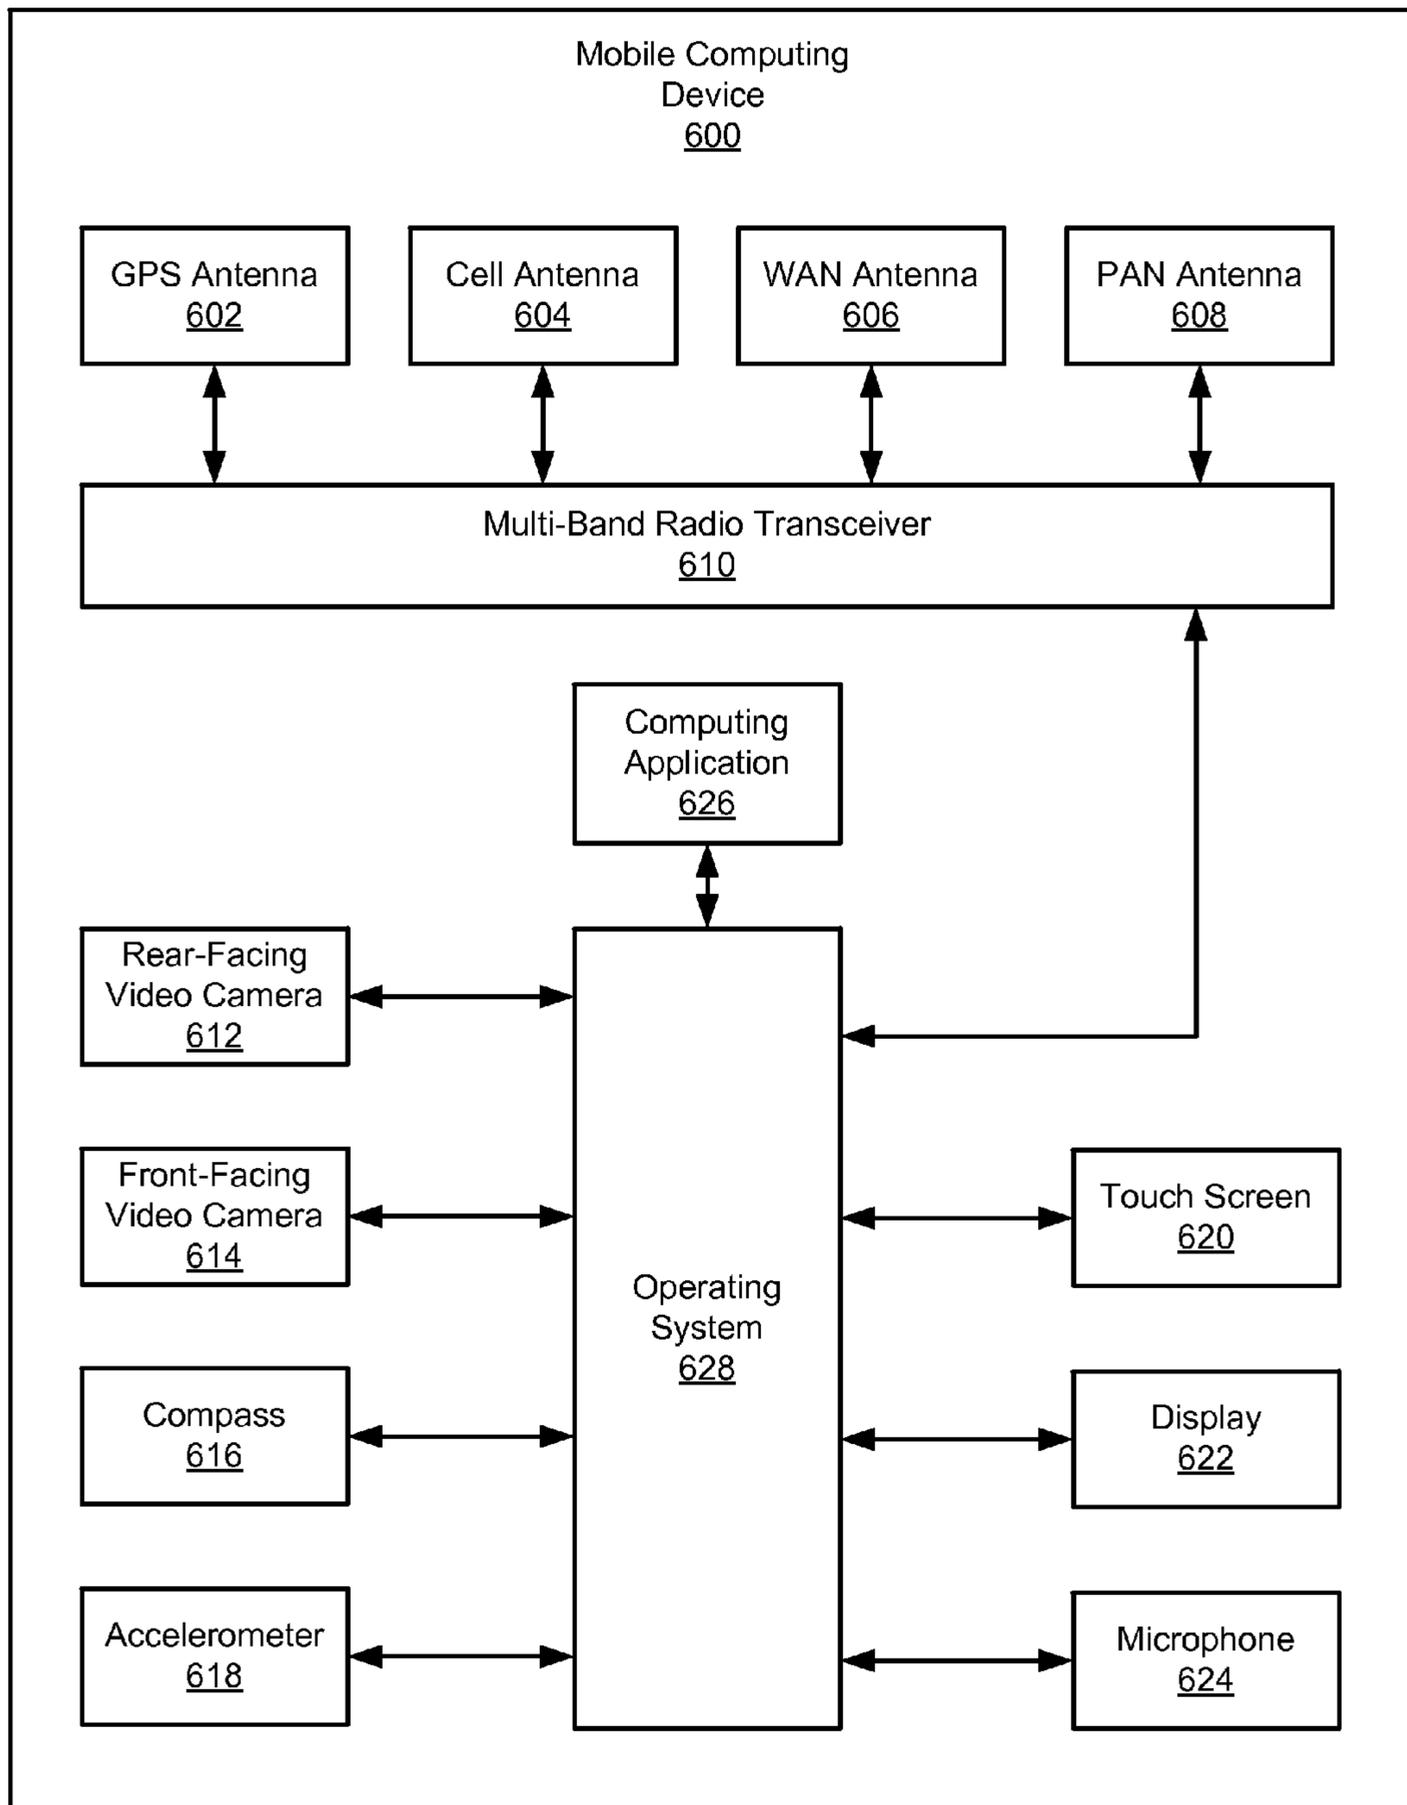 Mobile Computing
Device
600
GPS Antenna
602
Cell Antenna
604
WAN Antenna
606
PAN Antenna
608
Multi-Band Radio Transceiver
610
Computing
Application
626
Rear-Facing
Video Camera
612
Front-Facing
Video Camera
614
Compass
616
Accelerometer
618
Operating
System
628
Touch Screen
620
Display
622
Microphone
624